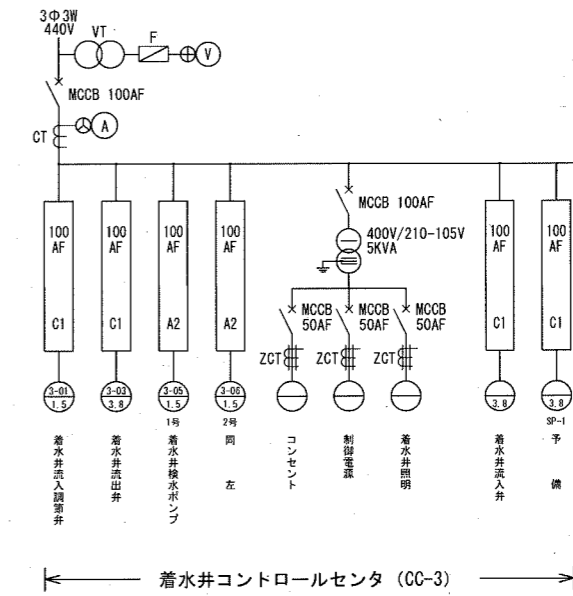 3Φ3W
440V
VT
F
V
MCCB 100AF
CT
A
100
AF
C1
100
AF
C1
100
AF
A2
100
AF
A2
MCCB 100AF
400V/210-105V
5KVA
MCCB
50AF
MCCB
50AF
MCCB
50AF
ZCT
ZCT
ZCT
100
AF
C1
100
AF
C1
3-01
1.5
3-03
3.8
3-05
1.5
3-06
1.5
3.8
3.8
1号
2号
SP-1
着水井流入調節弁
着水井流出弁
着水井検水ポンプ
同左
コンセント
制御電源
着水井照明
着水井流入弁
予備
着水井コントロールセンタ (CC-3)